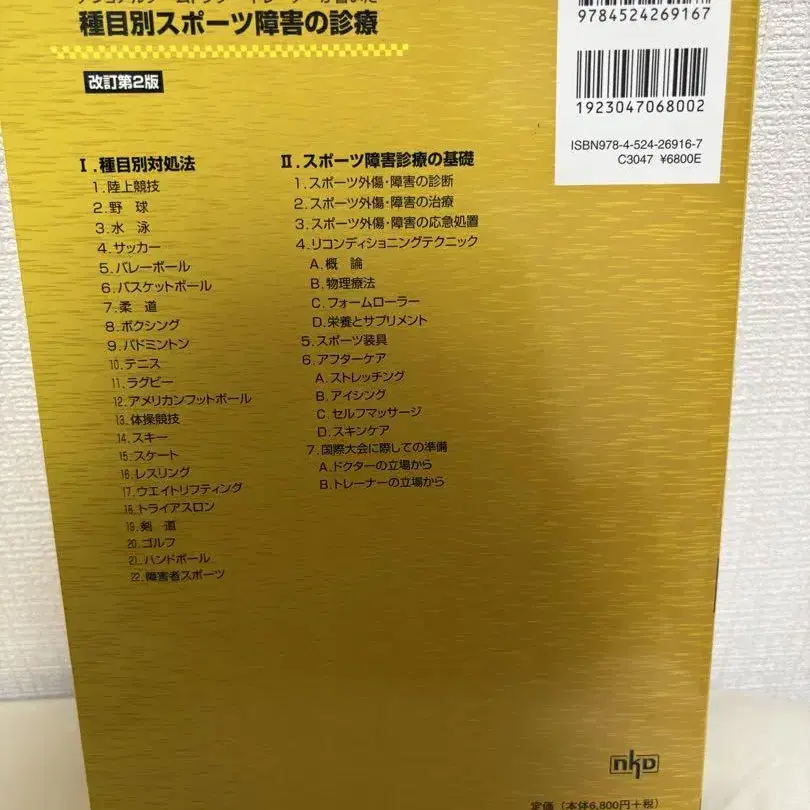 種目別スポーツ障害の診療
改訂第2版
9784524269167
1923047068002
ISBN978-4-524-26916-7
C3047 ¥6800E
Ⅰ.種目別対処法
1.陸上競技
2.野 球
3.水 泳
4.サッカー
5.バレーボール
6.バスケットボール
7.柔 道
8.ボクシング
9.バドミントン
10.テニス
11.ラグビー
12.アメリカンフットボール
13.体操競技
14.スキー
15.スケート
16.レスリング
17.ウエイトリフティング
18.トライアスロン
19.剣 道
20.ゴルフ
21.ハンドボール
22.障害者スポーツ
Ⅱ.スポーツ障害診療の基礎
1.スポーツ外傷・障害の診断
2.スポーツ外傷・障害の治療
3.スポーツ外傷・障害の応急処置
4.リコンディショニングテクニック
A.概 論
B.物理療法
C.フォームローラー
D.栄養とサプリメント
5.スポーツ装具
6.アフターケア
A.ストレッチング
B.アイシング
C.セルフマッサージ
D.スキンケア
7.国際大会に際しての準備
A.ドクターの立場から
B.トレーナーの立場から
nkD
定価(本体6,800円+税)